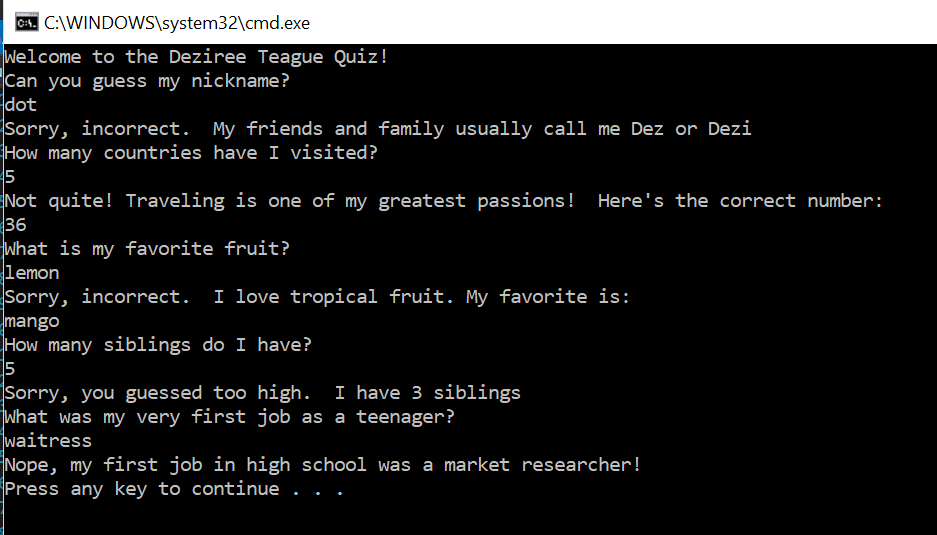 C:\WINDOWS\system32\cmd.exe
Welcome to the Deziree Teague Quiz!
Can you guess my nickname?
dot
Sorry, incorrect.  My friends and family usually call me Dez or Dezi
How many countries have I visited?
5
Not quite! Traveling is one of my greatest passions!  Here's the correct number:
36
What is my favorite fruit?
lemon
Sorry, incorrect.  I love tropical fruit. My favorite is:
mango
How many siblings do I have?
5
Sorry, you guessed too high.  I have 3 siblings
What was my very first job as a teenager?
waitress
Nope, my first job in high school was a market researcher!
Press any key to continue . . .